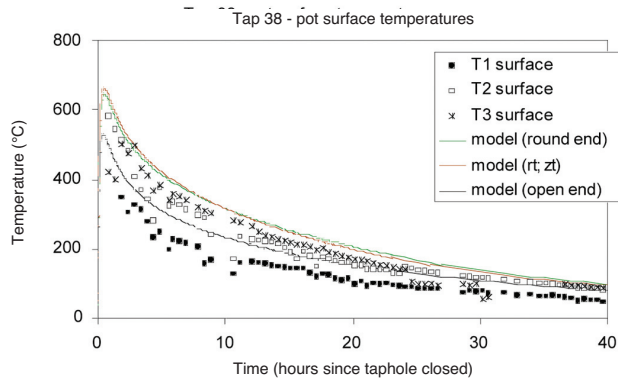 Tap 38 - pot surface temperatures
800
600
400
200
0
0
10
20
30
40
Temperature (°C)
Time (hours since taphole closed)
T1 surface
T2 surface
T3 surface
model (round end)
model (rt; zt)
model (open end)